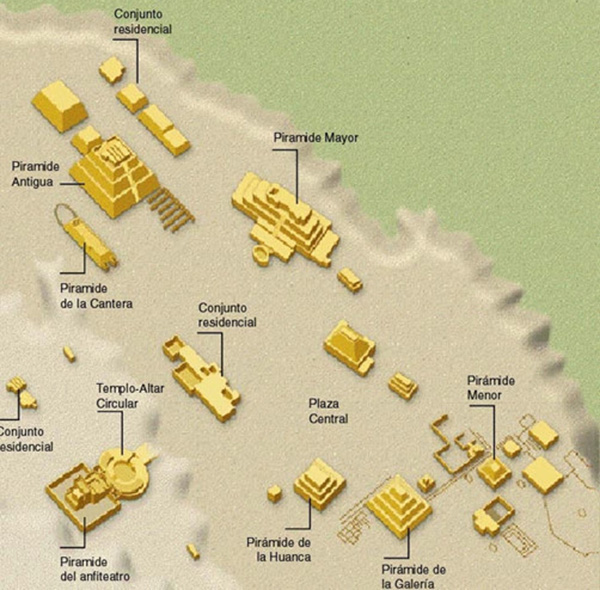 Conjunto
residencial
Piramide Mayor
Piramide
Antigua
Piramide
de la Cantera
Conjunto
residencial
Templo-Altar
Circular
Plaza
Central
Pirámide
Menor
Conjunto
esidencial
Piramide
del anfiteatro
Pirámide de
la Huanca
Pirámide de
la Galería